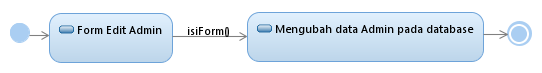 Form Edit Admin
isiForm()
Mengubah data Admin pada database